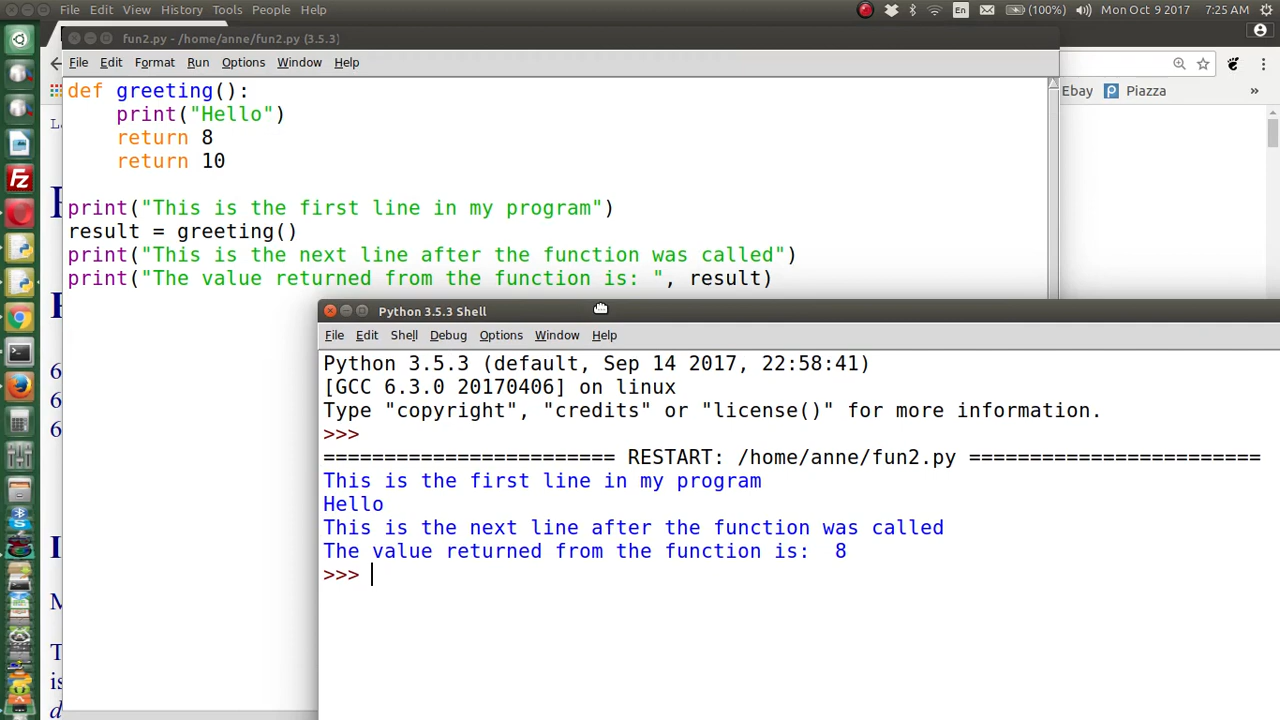 File Edit View History Tools People Help
En (100%) Mon Oct 9 2017 7:25 AM
fun2.py - /home/anne/fun2.py (3.5.3)
File Edit Format Run Options Window Help
Ebay Piazza »
def greeting():
    print("Hello")
    return 8
    return 10
print("This is the first line in my program")
result = greeting()
print("This is the next line after the function was called")
print("The value returned from the function is: ", result)
Python 3.5.3 Shell
File Edit Shell Debug Options Window Help
Python 3.5.3 (default, Sep 14 2017, 22:58:41)
[GCC 6.3.0 20170406] on linux
Type "copyright", "credits" or "license()" for more information.
>>>
======================== RESTART: /home/anne/fun2.py ========================
This is the first line in my program
Hello
This is the next line after the function was called
The value returned from the function is:  8
>>>